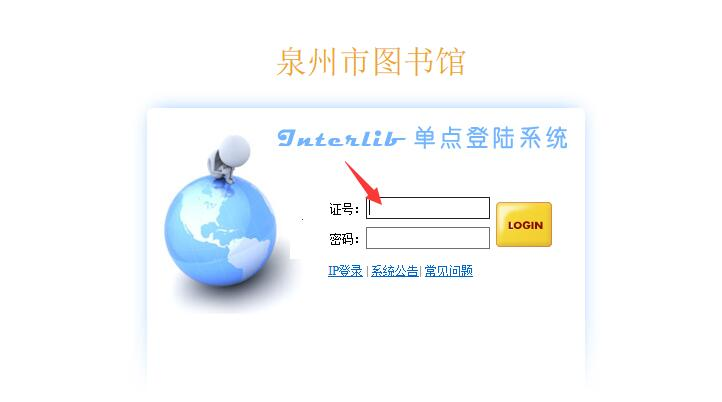 泉州市图书馆
Interlib 单点登陆系统
证号：
密码：
LOGIN
IP登录 | 系统公告 | 常见问题